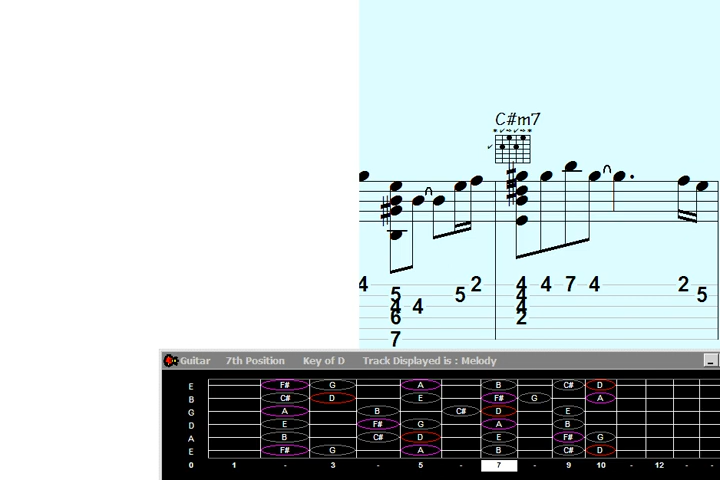 C#m7
4 5 4 6 7 4 5 2 4 4 4 2 4 7 4 2 5
Guitar 7th Position Key of D Track Displayed is : Melody
E F# G A B C# D
B C# D E F# G A
G A B C# D E
D E F# G A B
A B C# D E F# G
E F# G A B D
0 1 - 3 - 5 - 7 - 9 10 - 12 - -